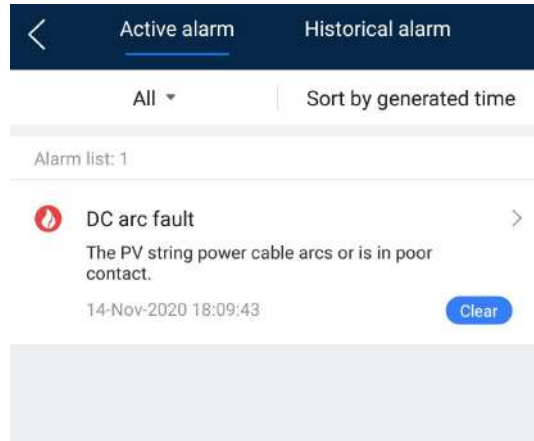 Active alarm Historical alarm
All Sort by generated time
Alarm list: 1
DC arc fault
The PV string power cable arcs or is in poor
contact.
14-Nov-2020 18:09:43 Clear